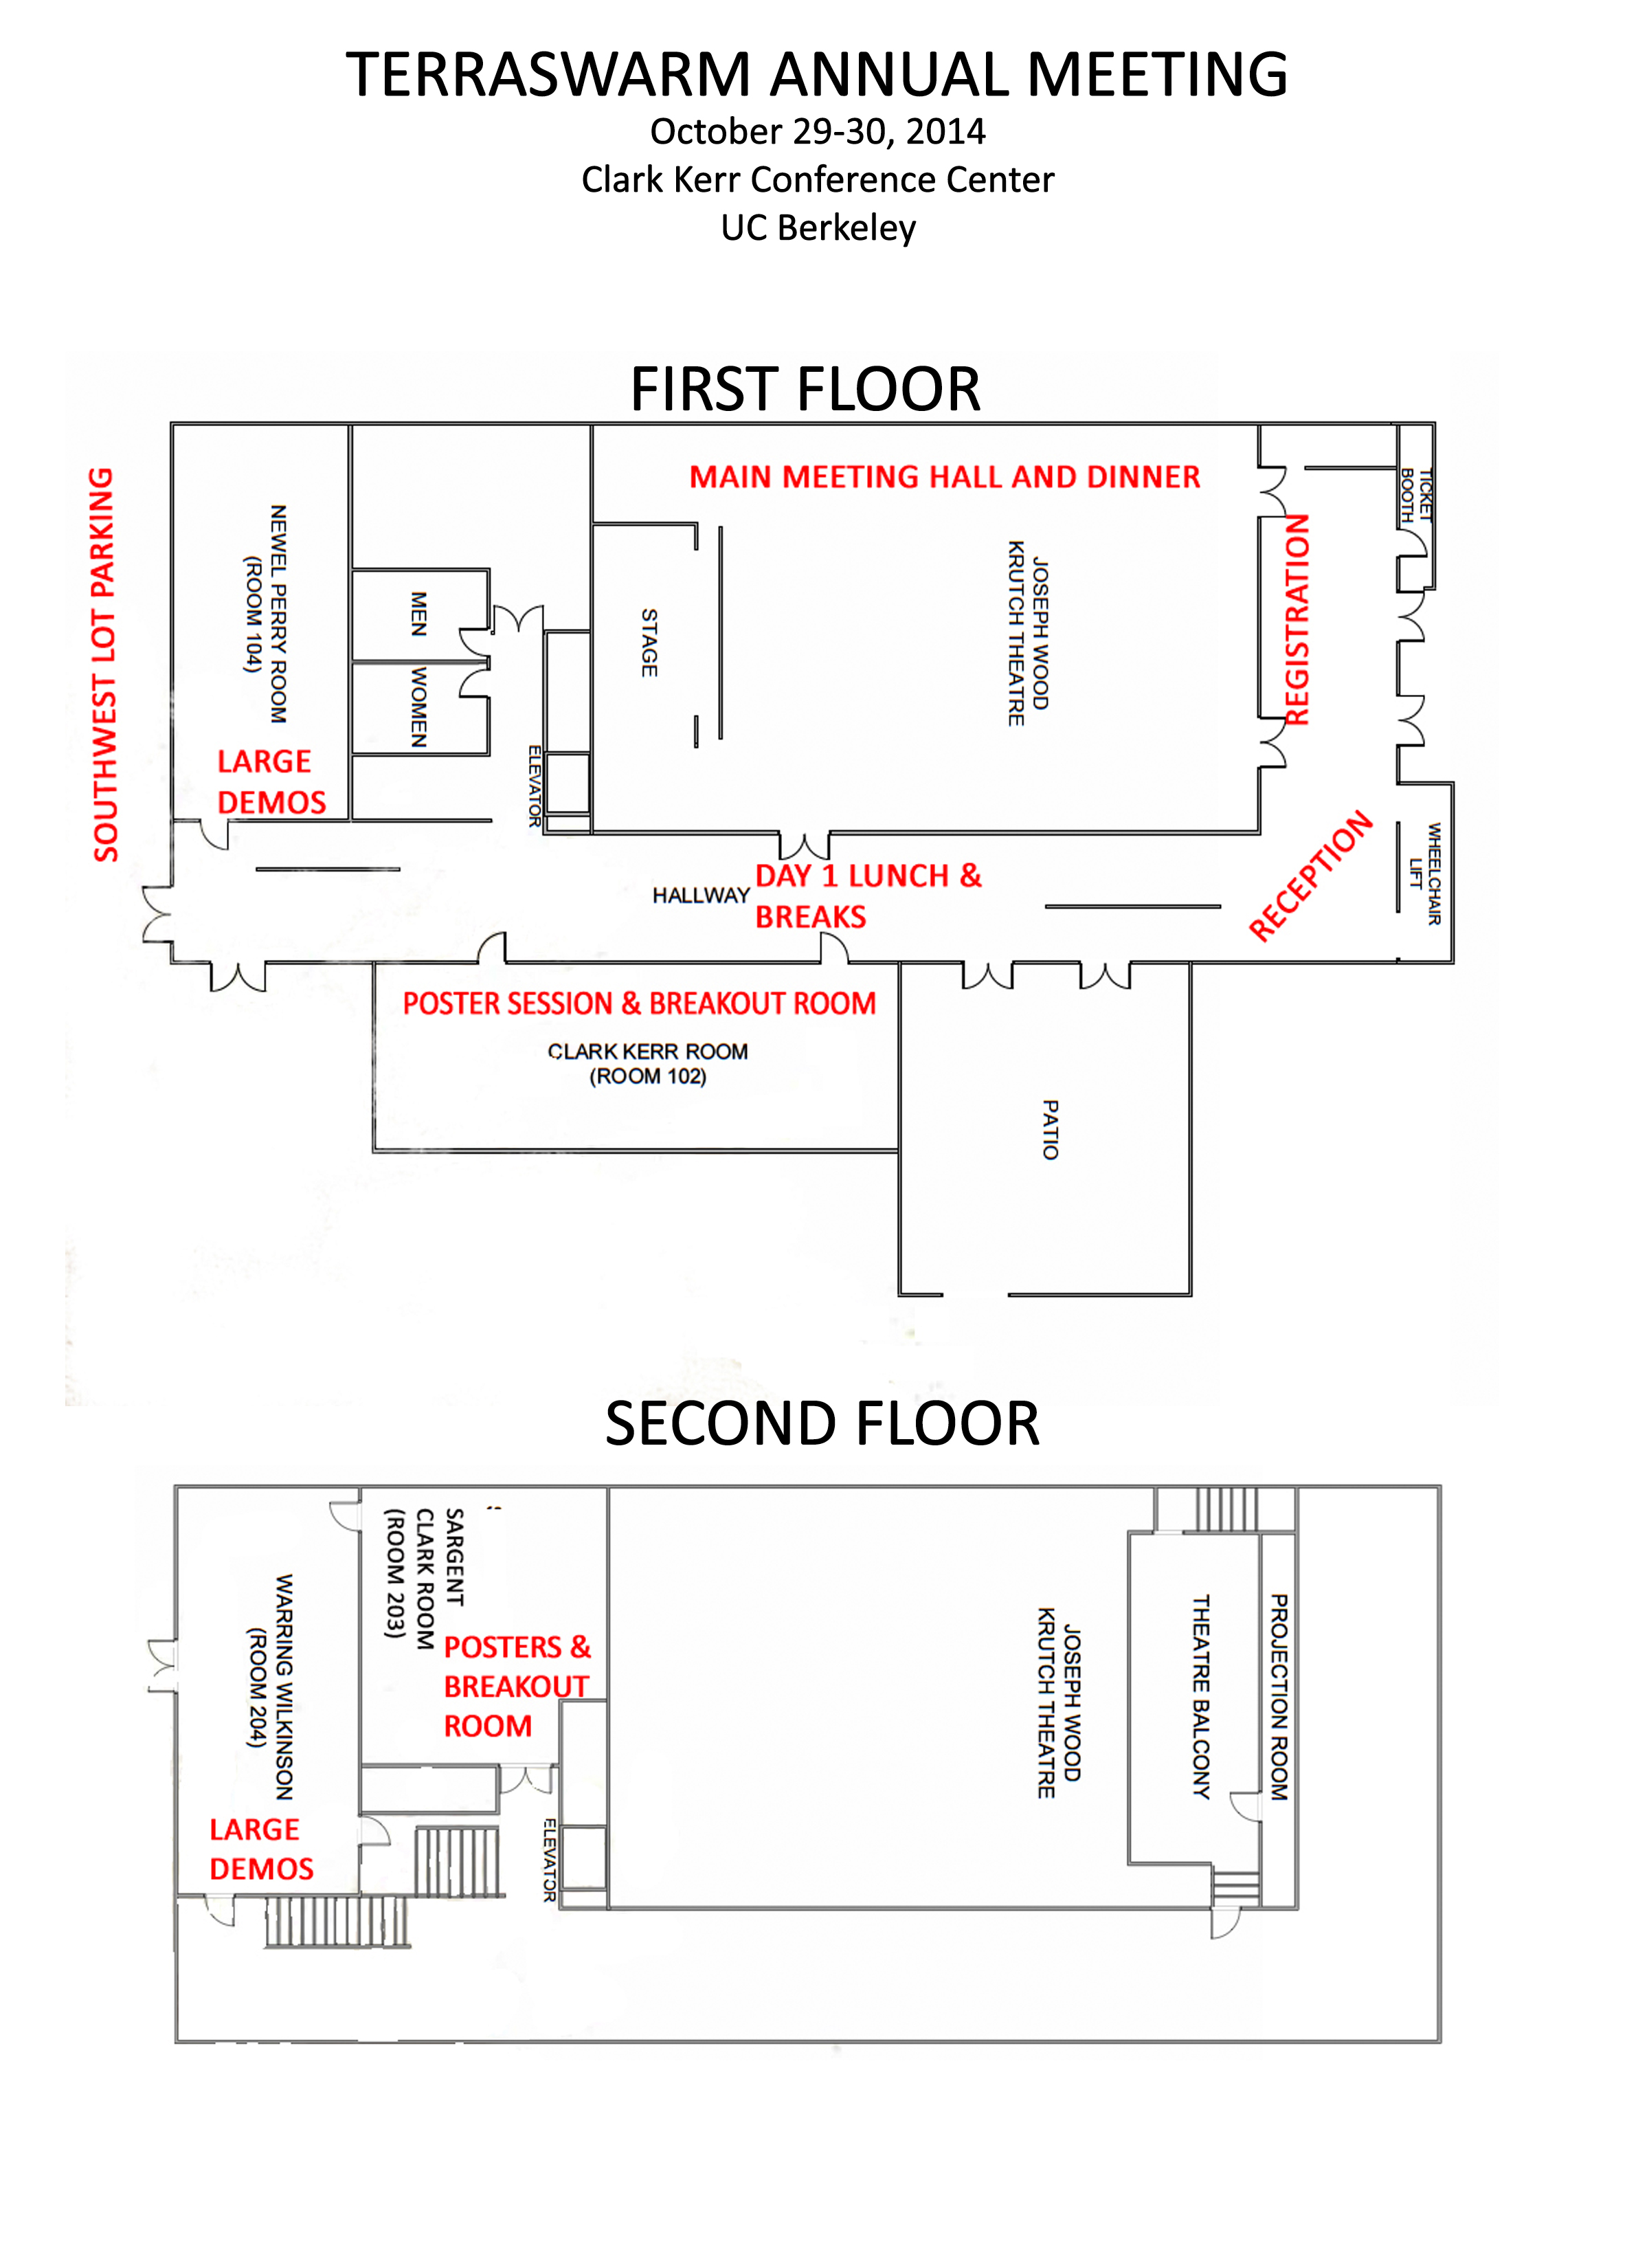 TERRASWARM ANNUAL MEETING
October 29-30, 2014
Clark Kerr Conference Center
UC Berkeley
FIRST FLOOR
SOUTHWEST LOT PARKING
NEWEL PERRY ROOM
(ROOM 104)
LARGE
DEMOS
MEN
WOMEN
ELEVATOR
STAGE
MAIN MEETING HALL AND DINNER
JOSEPH WOOD
KRUTCH THEATRE
REGISTRATION
TICKET
BOOTH
HALLWAY
DAY 1 LUNCH &
BREAKS
RECEPTION
WHEELCHAIR
LIFT
POSTER SESSION & BREAKOUT ROOM
CLARK KERR ROOM
(ROOM 102)
PATIO
SECOND FLOOR
WARRING WILKINSON
(ROOM 204)
LARGE
DEMOS
SARGENT
CLARK ROOM
(ROOM 203)
POSTERS &
BREAKOUT
ROOM
ELEVATOR
JOSEPH WOOD
KRUTCH THEATRE
THEATRE BALCONY
PROJECTION ROOM